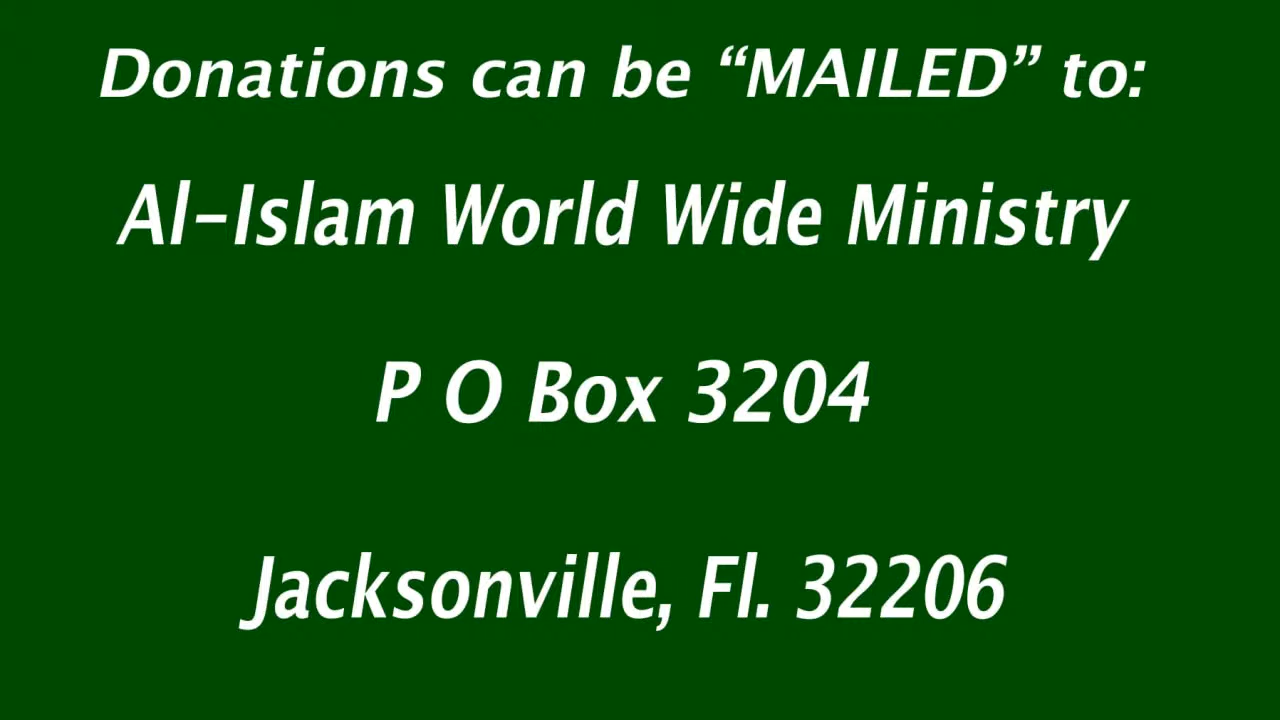 Donations can be “MAILED” to:
Al-Islam World Wide Ministry
P O Box 3204
Jacksonville, Fl. 32206